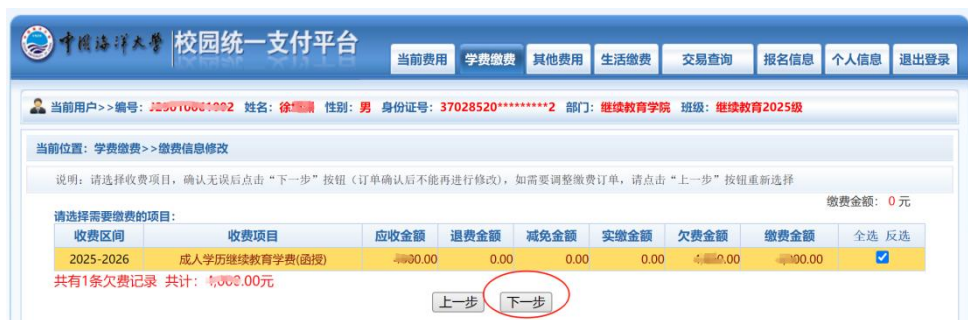 中国海洋大学 校园统一支付平台
当前费用 学费缴费 其他费用 生活缴费 交易查询 报名信息 个人信息 退出登录
当前用户>>编号: 姓名: 徐 性别: 男 身份证号: 37028520*********2 部门: 继续教育学院 班级: 继续教育2025级
当前位置: 学费缴费>>缴费信息修改
说明: 请选择收费项目, 确认无误后点击“下一步”按钮 (订单确认后不能再进行修改), 如需要调整缴费订单, 请点击“上一步”按钮重新选择
缴费金额: 0 元
请选择需要缴费的项目:
收费区间 收费项目 应收金额 退费金额 减免金额 实缴金额 欠费金额 缴费金额 全选 反选
2025-2026 成人学历继续教育学费(函授) 00.00 0.00 0.00 0.00 0.00 00.00
共有1条欠费记录 共计: .00元
上一步 下一步